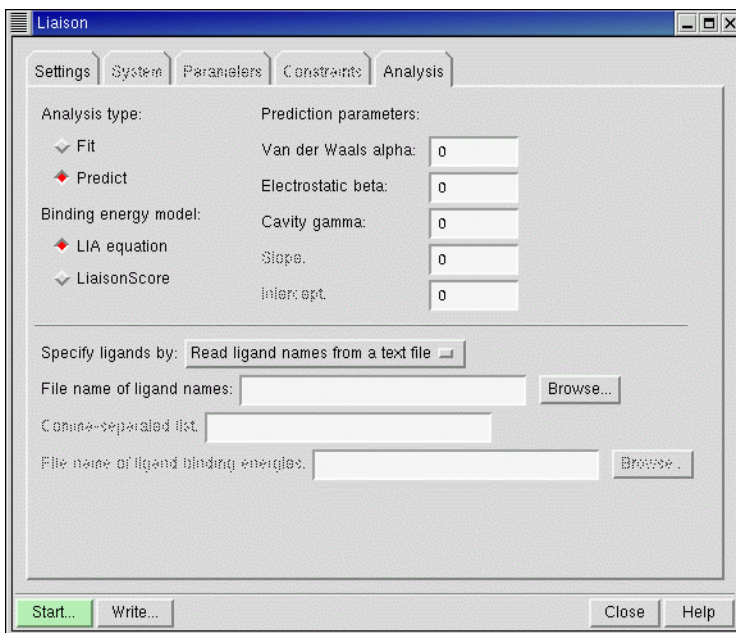 Liaison
Settings System Parameters Constraints Analysis
Analysis type: Prediction parameters:
Fit Van der Waals alpha: 0
Predict Electrostatic beta: 0
Binding energy model: Cavity gamma: 0
LIA equation Slope: 0
LiaisonScore Intercept: 0
Specify ligands by: Read ligand names from a text file
File name of ligand names: Browse...
Comma-separated list:
File name of ligand binding energies: Browse...
Start... Write... Close Help